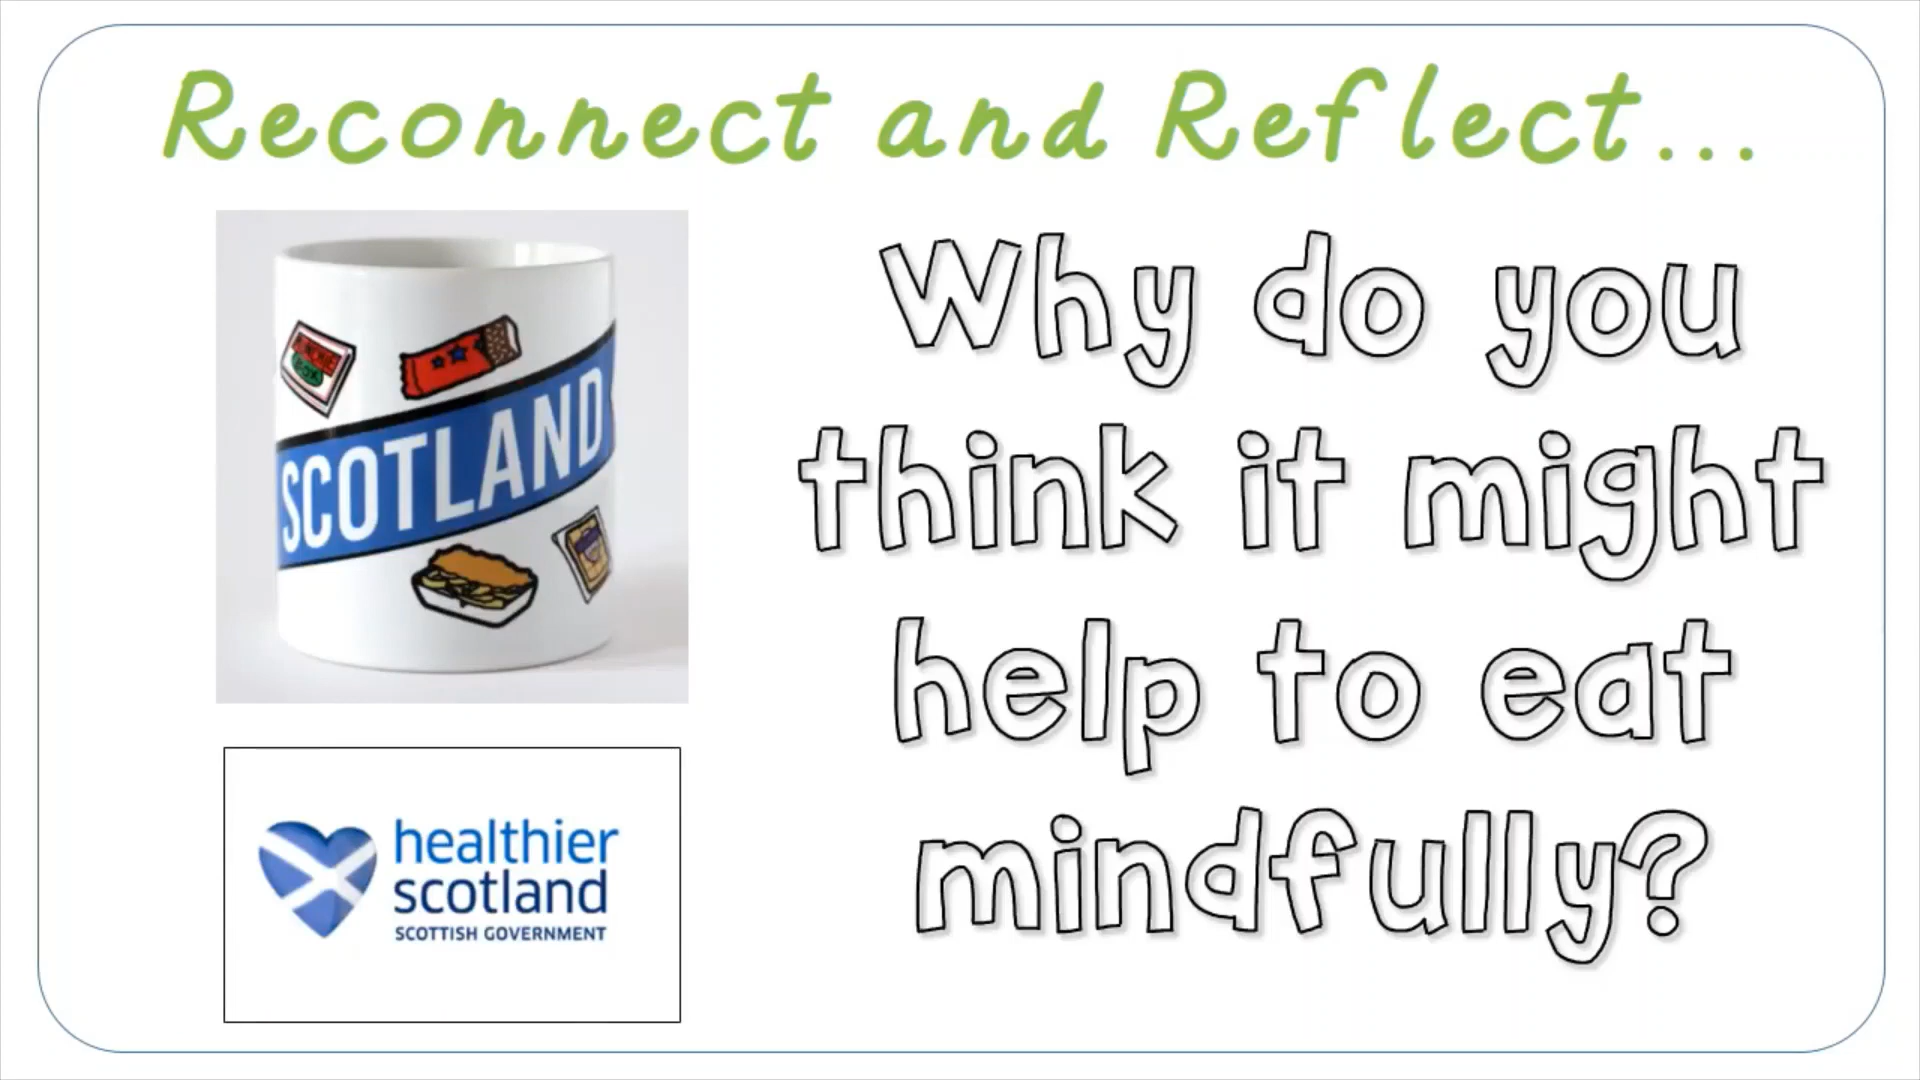 Reconnect and Reflect...
Why do you
think it might
help to eat
mindfully?
SCOTLAND
healthier
scotland
SCOTTISH GOVERNMENT